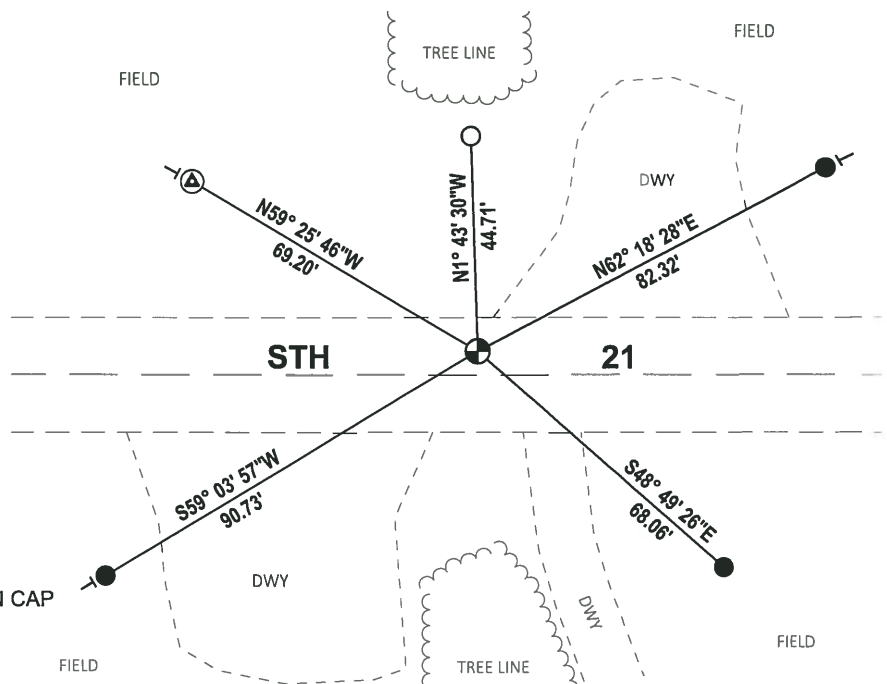 FIELD
TREE LINE
FIELD
DWY
N59° 25' 46"W
69.20'
N1° 43' 30"W
44.71'
N62° 18' 28"E
82.32'
STH 21
S59° 03' 57"W
90.73'
S48° 49' 26"E
68.06'
DWY
DWY
CAP
FIELD
TREE LINE
FIELD